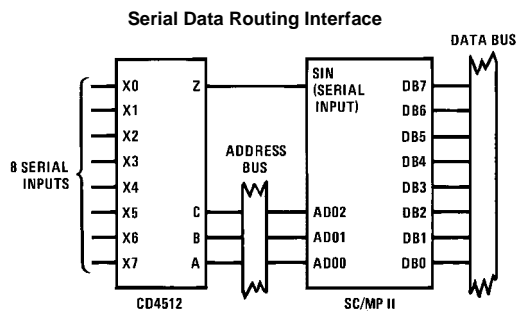 Serial Data Routing Interface
DATA BUS
8 SERIAL
INPUTS
X0
X1
X2
X3
X4
X5
X6
X7
Z
C
B
A
CD4512
ADDRESS
BUS
SIN
(SERIAL
INPUT)
AD02
AD01
AD00
DB7
DB6
DB5
DB4
DB3
DB2
DB1
DB0
SC/MP II